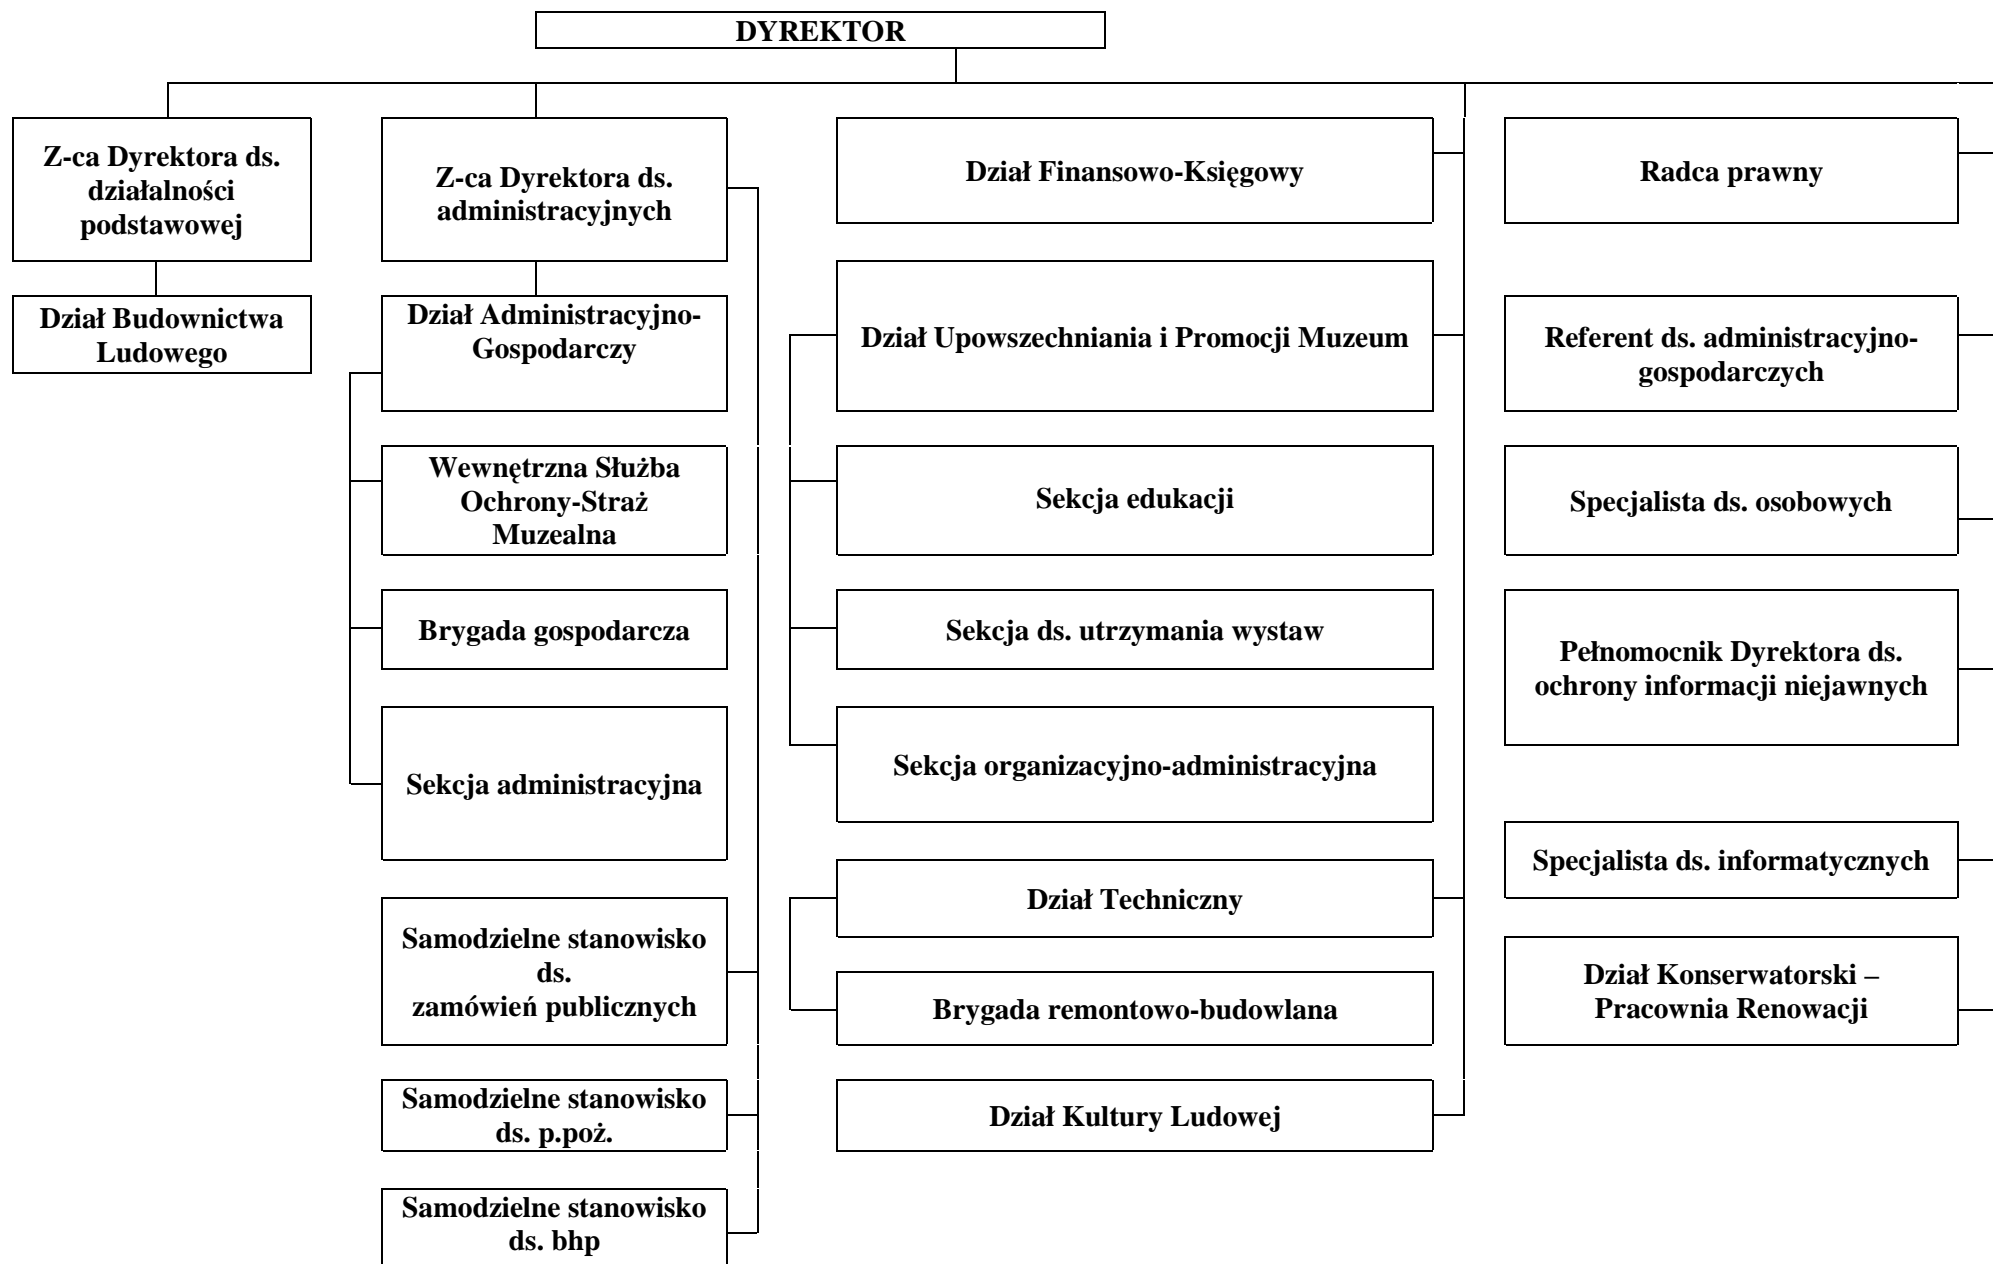 DYREKTOR
Z-ca Dyrektora ds.
działalności
podstawowej
Dział Budownictwa
Ludowego
Z-ca Dyrektora ds.
administracyjnych
Dział Administracyjno-
Gospodarczy
Wewnętrzna Służba
Ochrony-Straż
Muzealna
Brygada gospodarcza
Sekcja administracyjna
Samodzielne stanowisko
ds.
zamówień publicznych
Samodzielne stanowisko
ds. p.poż.
Samodzielne stanowisko
ds. bhp
Dział Finansowo-Księgowy
Dział Upowszechniania i Promocji Muzeum
Sekcja edukacji
Sekcja ds. utrzymania wystaw
Sekcja organizacyjno-administracyjna
Dział Techniczny
Brygada remontowo-budowlana
Dział Kultury Ludowej
Radca prawny
Referent ds. administracyjno-
gospodarczych
Specjalista ds. osobowych
Pełnomocnik Dyrektora ds.
ochrony informacji niejawnych
Specjalista ds. informatycznych
Dział Konserwatorski –
Pracownia Renowacji